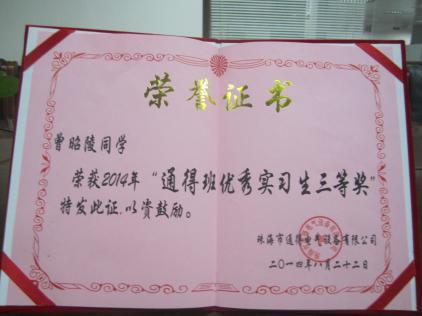 荣誉证书
曾昭陵同学
荣获2014年“通得班优秀实习生三等奖”
特发此证，以资鼓励。
珠海市通得电气设备有限公司
二〇一四年八月二十二日